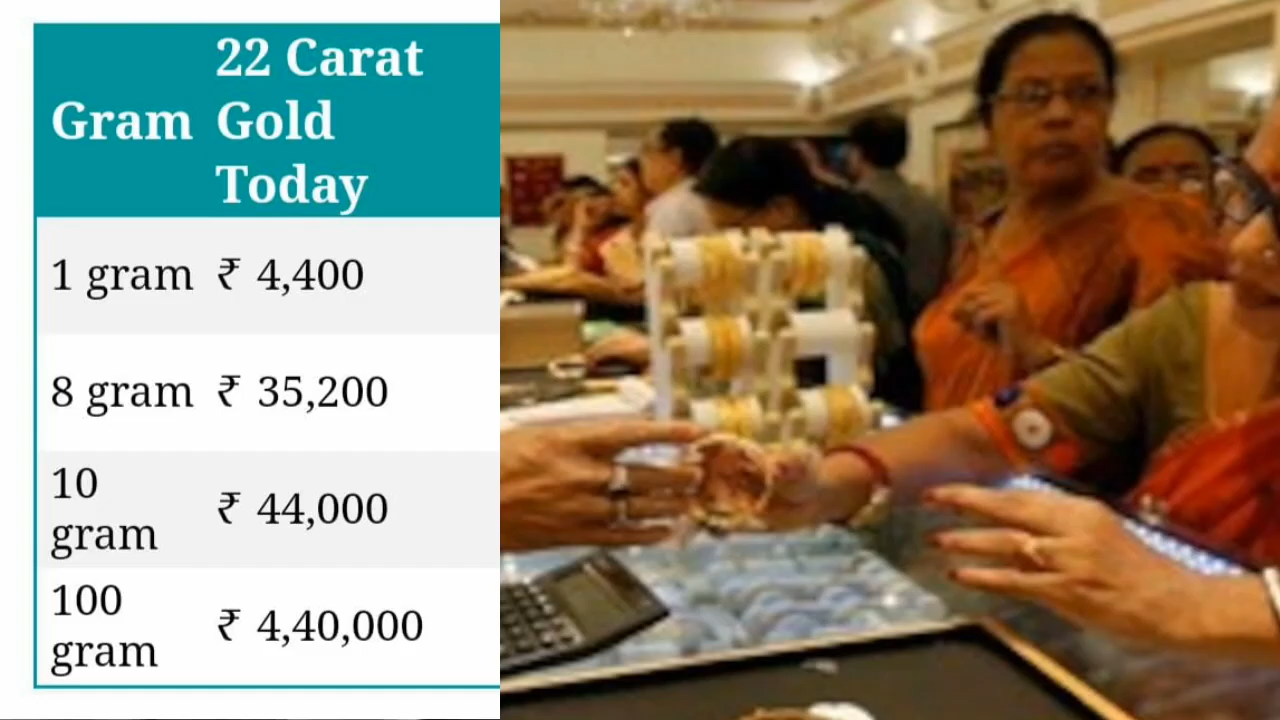 Gram 22 Carat
Gold
Today
1 gram ₹ 4,400
8 gram ₹ 35,200
10
gram ₹ 44,000
100
gram ₹ 4,40,000